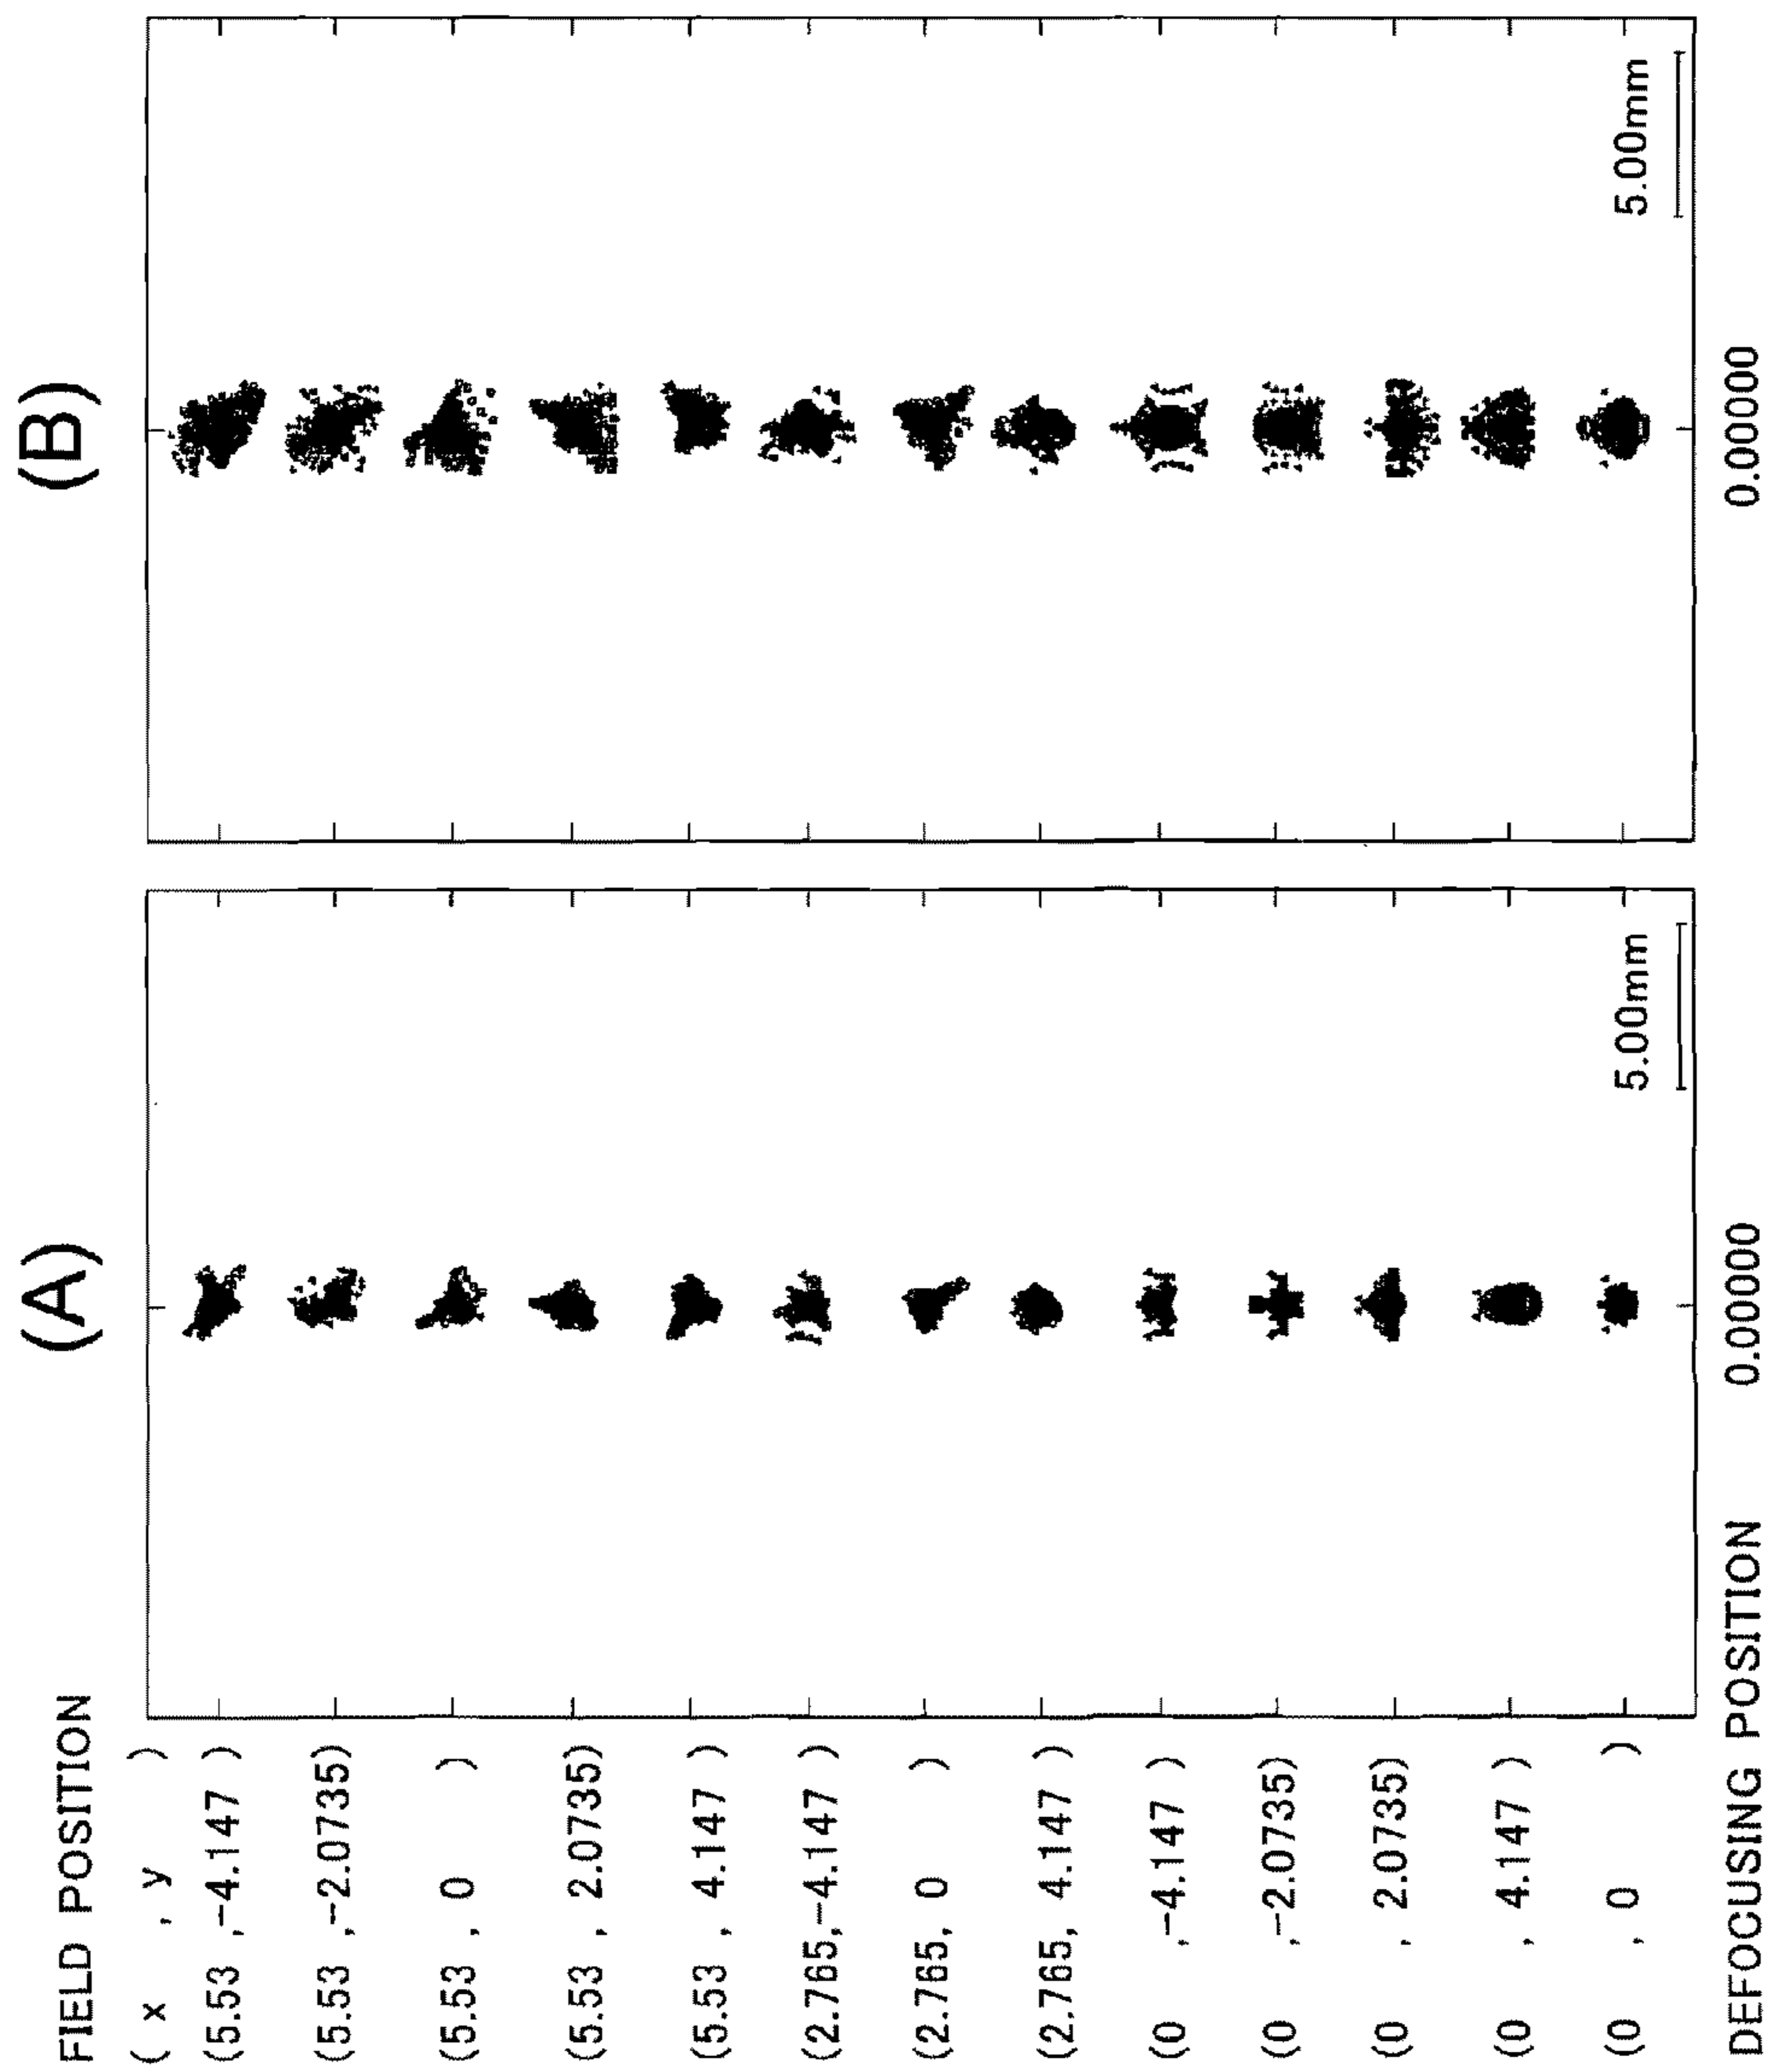 (A)
(B)
FIELD POSITION
( x , y )
(5.53 ,-4.147 )
(5.53 ,-2.0735)
(5.53 , 0 )
(5.53 , 2.0735)
(5.53 , 4.147 )
(2.765,-4.147 )
(2.765, 0 )
(2.765, 4.147 )
(0 ,-4.147 )
(0 ,-2.0735)
(0 , 2.0735)
(0 , 4.147 )
(0 , 0 )
5.00mm
5.00mm
DEFOCUSING POSITION 0.00000 0.00000